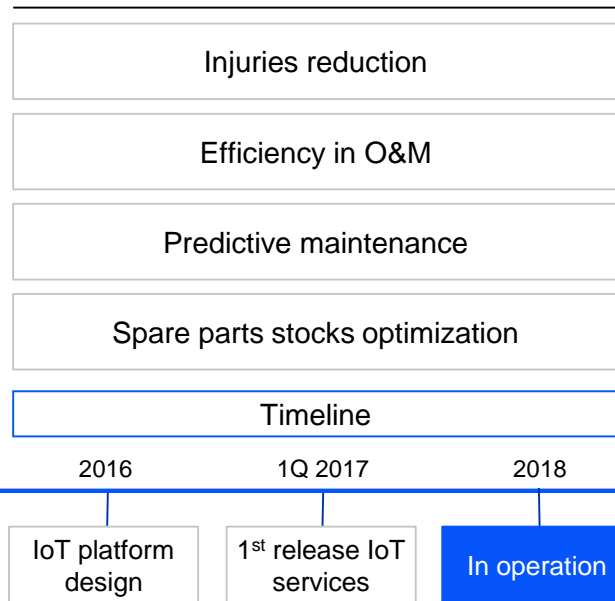 Injuries reduction
Efficiency in O&M
Predictive maintenance
Spare parts stocks optimization
Timeline
2016 1Q 2017 2018
IoT platform
design
1st release IoT
services
In operation